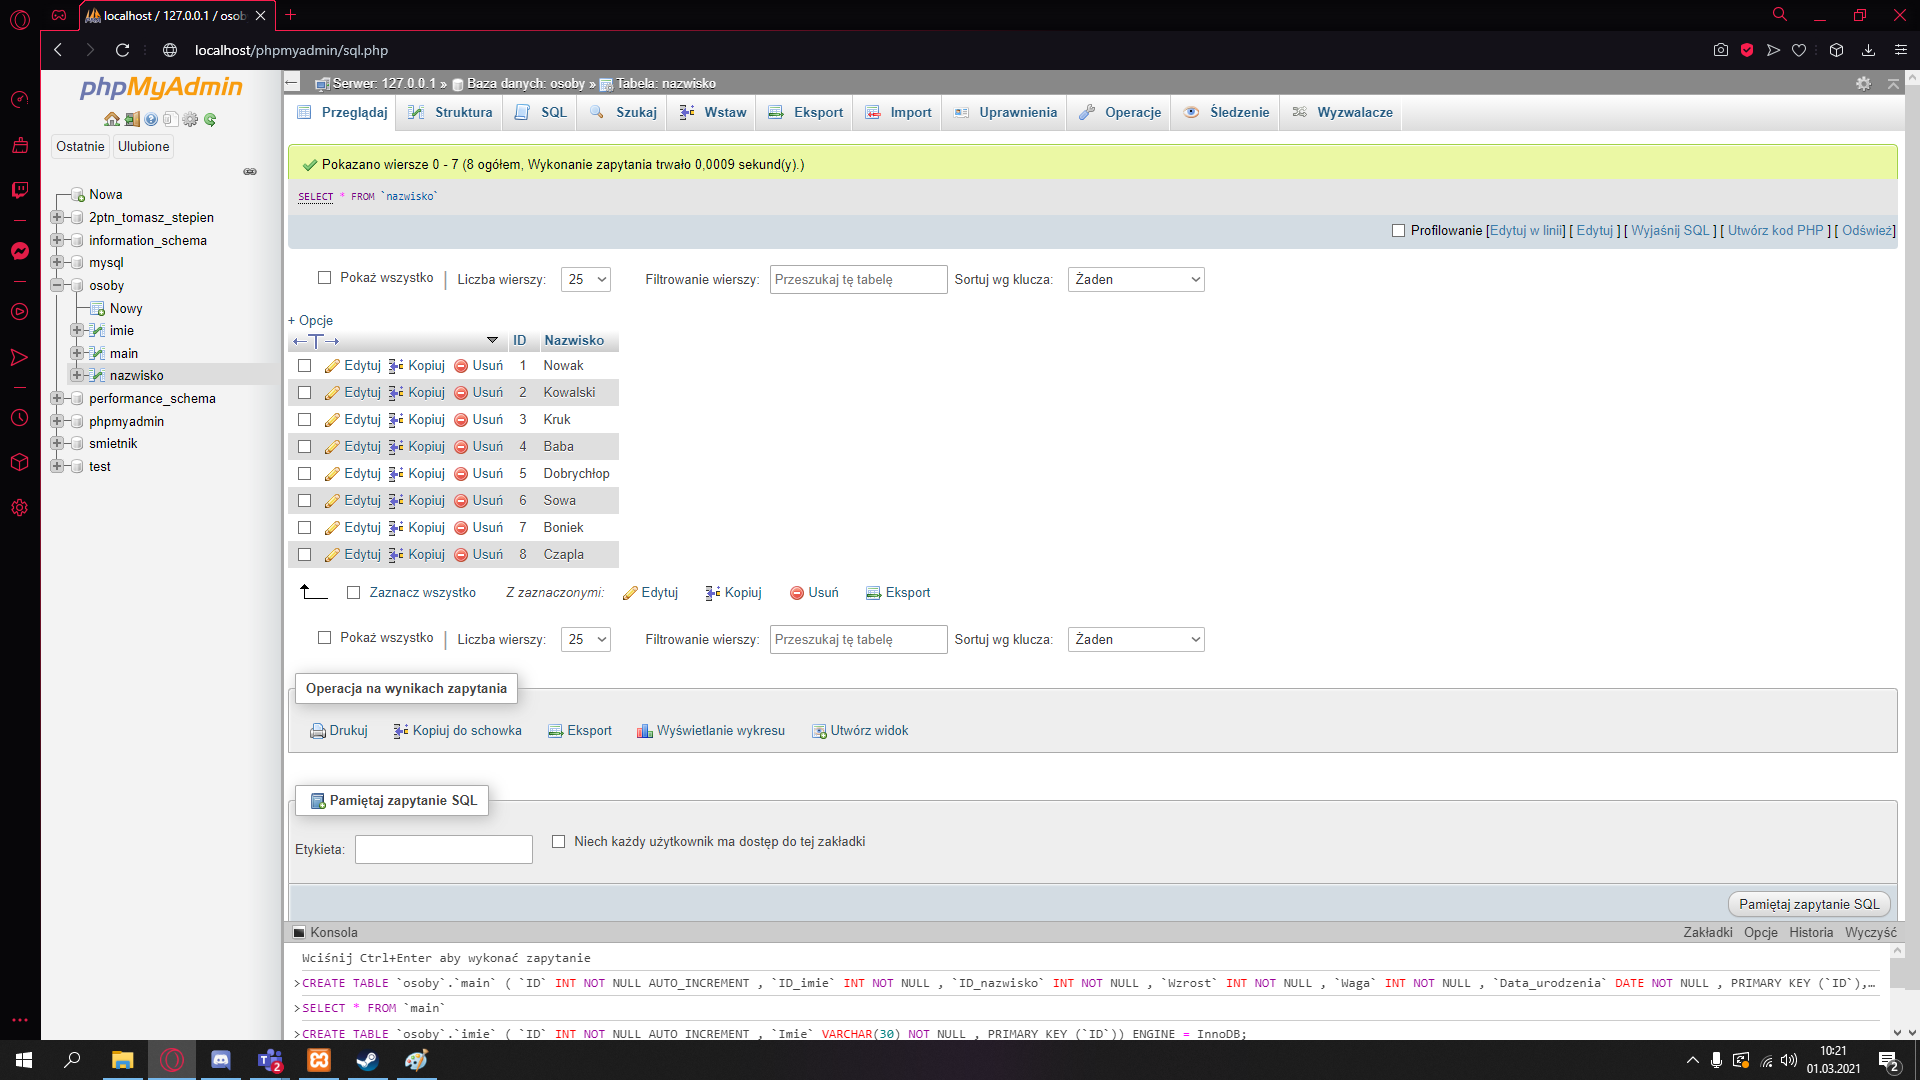 localhost / 127.0.0.1 / osob
localhost/phpmyadmin/sql.php
phpMyAdmin
Ostatnie Ulubione
Nowa
2ptn_tomasz_stepien
information_schema
mysql
osoby
Nowy
imie
main
nazwisko
performance_schema
phpmyadmin
smietnik
test
Serwer: 127.0.0.1 » Baza danych: osoby » Tabela: nazwisko
Przeglądaj Struktura SQL Szukaj Wstaw Eksport Import Uprawnienia Operacje Śledzenie Wyzwalacze
Pokazano wiersze 0 - 7 (8 ogółem, Wykonanie zapytania trwało 0,0009 sekund(y).)
SELECT * FROM `nazwisko`
Profilowanie [Edytuj w linii] [ Edytuj ] [ Wyjaśnij SQL ] [ Utwórz kod PHP ] [ Odśwież]
Pokaż wszystko | Liczba wierszy: 25 Filtrowanie wierszy: Przeszukaj tę tabelę Sortuj wg klucza: Żaden
+ Opcje
←T→ ID Nazwisko
Edytuj Kopiuj Usuń 1 Nowak
Edytuj Kopiuj Usuń 2 Kowalski
Edytuj Kopiuj Usuń 3 Kruk
Edytuj Kopiuj Usuń 4 Baba
Edytuj Kopiuj Usuń 5 Dobrychłop
Edytuj Kopiuj Usuń 6 Sowa
Edytuj Kopiuj Usuń 7 Boniek
Edytuj Kopiuj Usuń 8 Czapla
Zaznacz wszystko Z zaznaczonymi: Edytuj Kopiuj Usuń Eksport
Pokaż wszystko | Liczba wierszy: 25 Filtrowanie wierszy: Przeszukaj tę tabelę Sortuj wg klucza: Żaden
Operacja na wynikach zapytania
Drukuj Kopiuj do schowka Eksport Wyświetlanie wykresu Utwórz widok
Pamiętaj zapytanie SQL
Etykieta: Niech każdy użytkownik ma dostęp do tej zakładki
Pamiętaj zapytanie SQL
Konsola Zakładki Opcje Historia Wyczyść
Wciśnij Ctrl+Enter aby wykonać zapytanie
>CREATE TABLE `osoby`.`main` ( `ID` INT NOT NULL AUTO_INCREMENT , `ID_imie` INT NOT NULL , `ID_nazwisko` INT NOT NULL , `Wzrost` INT NOT NULL , `Waga` INT NOT NULL , `Data_urodzenia` DATE NOT NULL , PRIMARY KEY (`ID`),…
>SELECT * FROM `main`
>CREATE TABLE `osoby`.`imie` ( `ID` INT NOT NULL AUTO_INCREMENT , `Imie` VARCHAR(30) NOT NULL , PRIMARY KEY (`ID`)) ENGINE = InnoDB;
2
10:21
01.03.2021
2